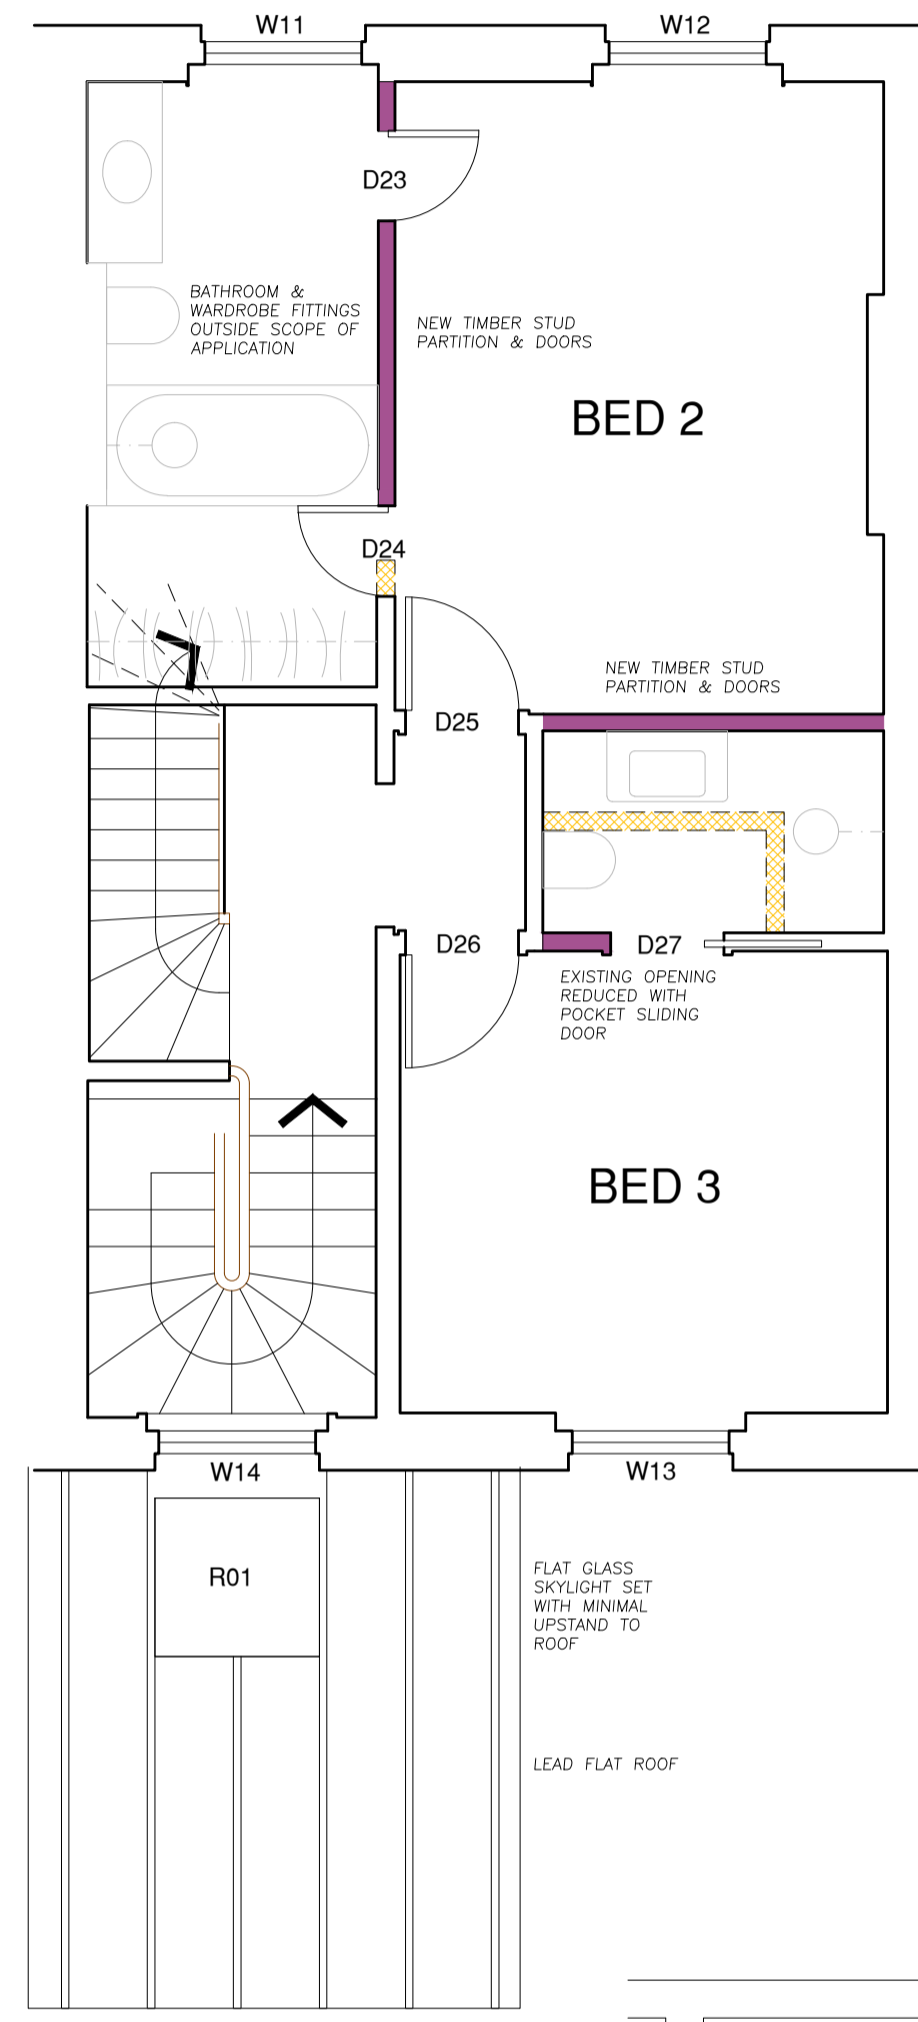 W11
W12
D23
BATHROOM &
WARDROBE FITTINGS
OUTSIDE SCOPE OF
APPLICATION
NEW TIMBER STUD
PARTITION & DOORS
BED 2
D24
NEW TIMBER STUD
PARTITION & DOORS
D25
D26
D27
EXISTING OPENING
REDUCED WITH
POCKET SLIDING
DOOR
BED 3
W14
W13
R01
FLAT GLASS
SKYLIGHT SET
WITH MINIMAL
UPSTAND TO
ROOF
LEAD FLAT ROOF